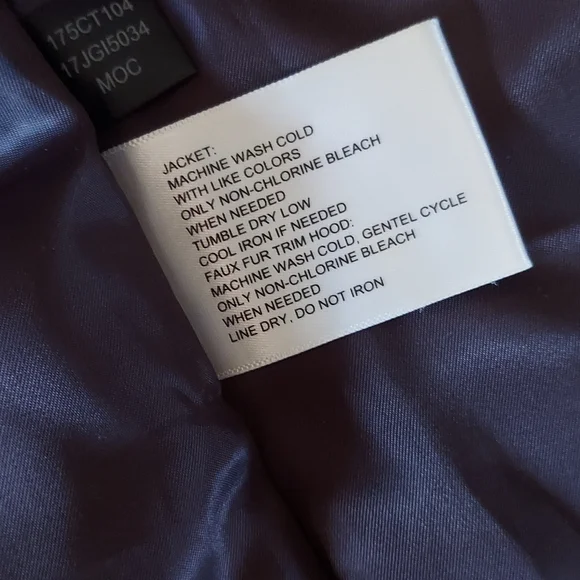 175CT104
17JGI5034
MOC
JACKET:
MACHINE WASH COLD
WITH LIKE COLORS
ONLY NON-CHLORINE BLEACH
WHEN NEEDED
TUMBLE DRY LOW
COOL IRON IF NEEDED
FAUX FUR TRIM HOOD:
MACHINE WASH COLD, GENTEL CYCLE
ONLY NON-CHLORINE BLEACH
WHEN NEEDED
LINE DRY, DO NOT IRON